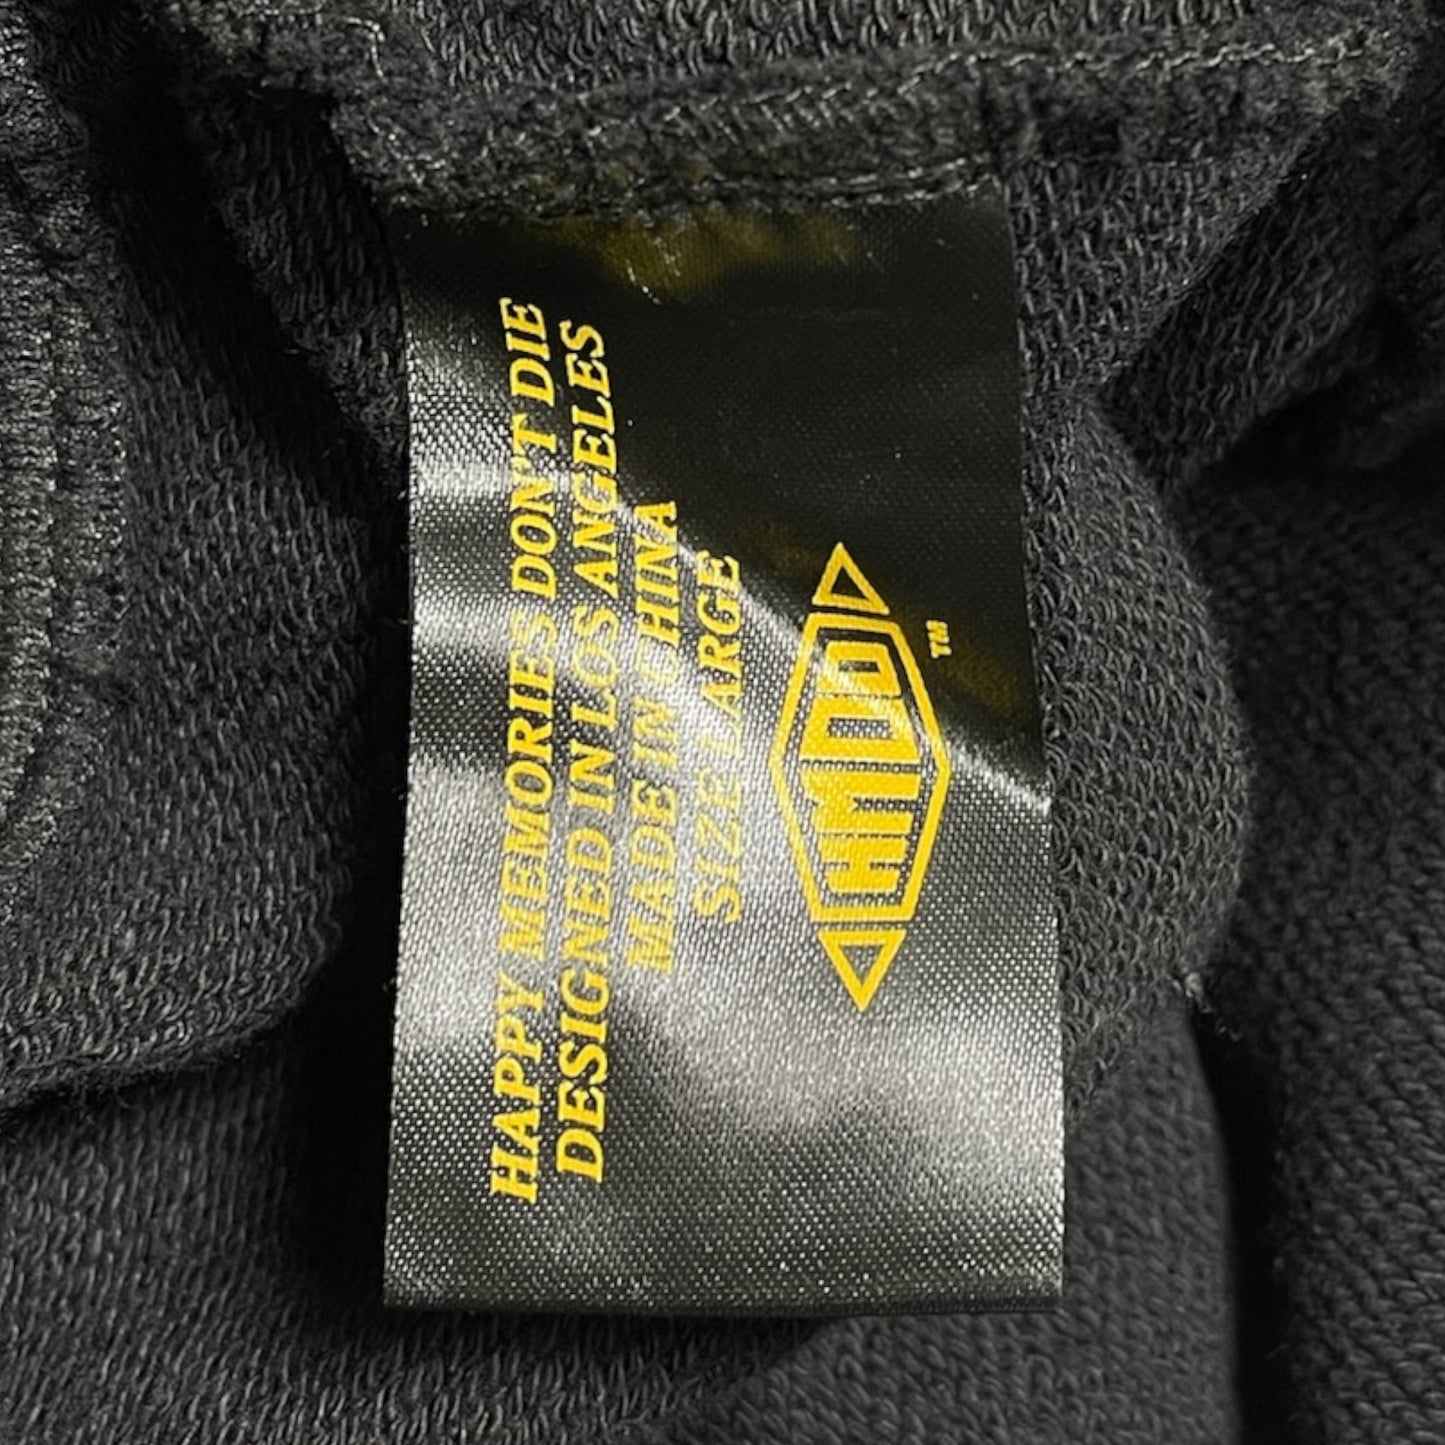 HAPPY MEMORIES DON'T DIE
DESIGNED IN LOS ANGELES
MADE IN CHINA
SIZE LARGE
HMDD
TM